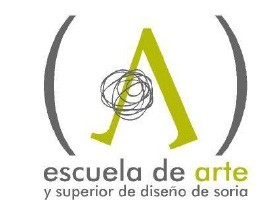 (A)
escuela de arte
y superior de diseño de soria